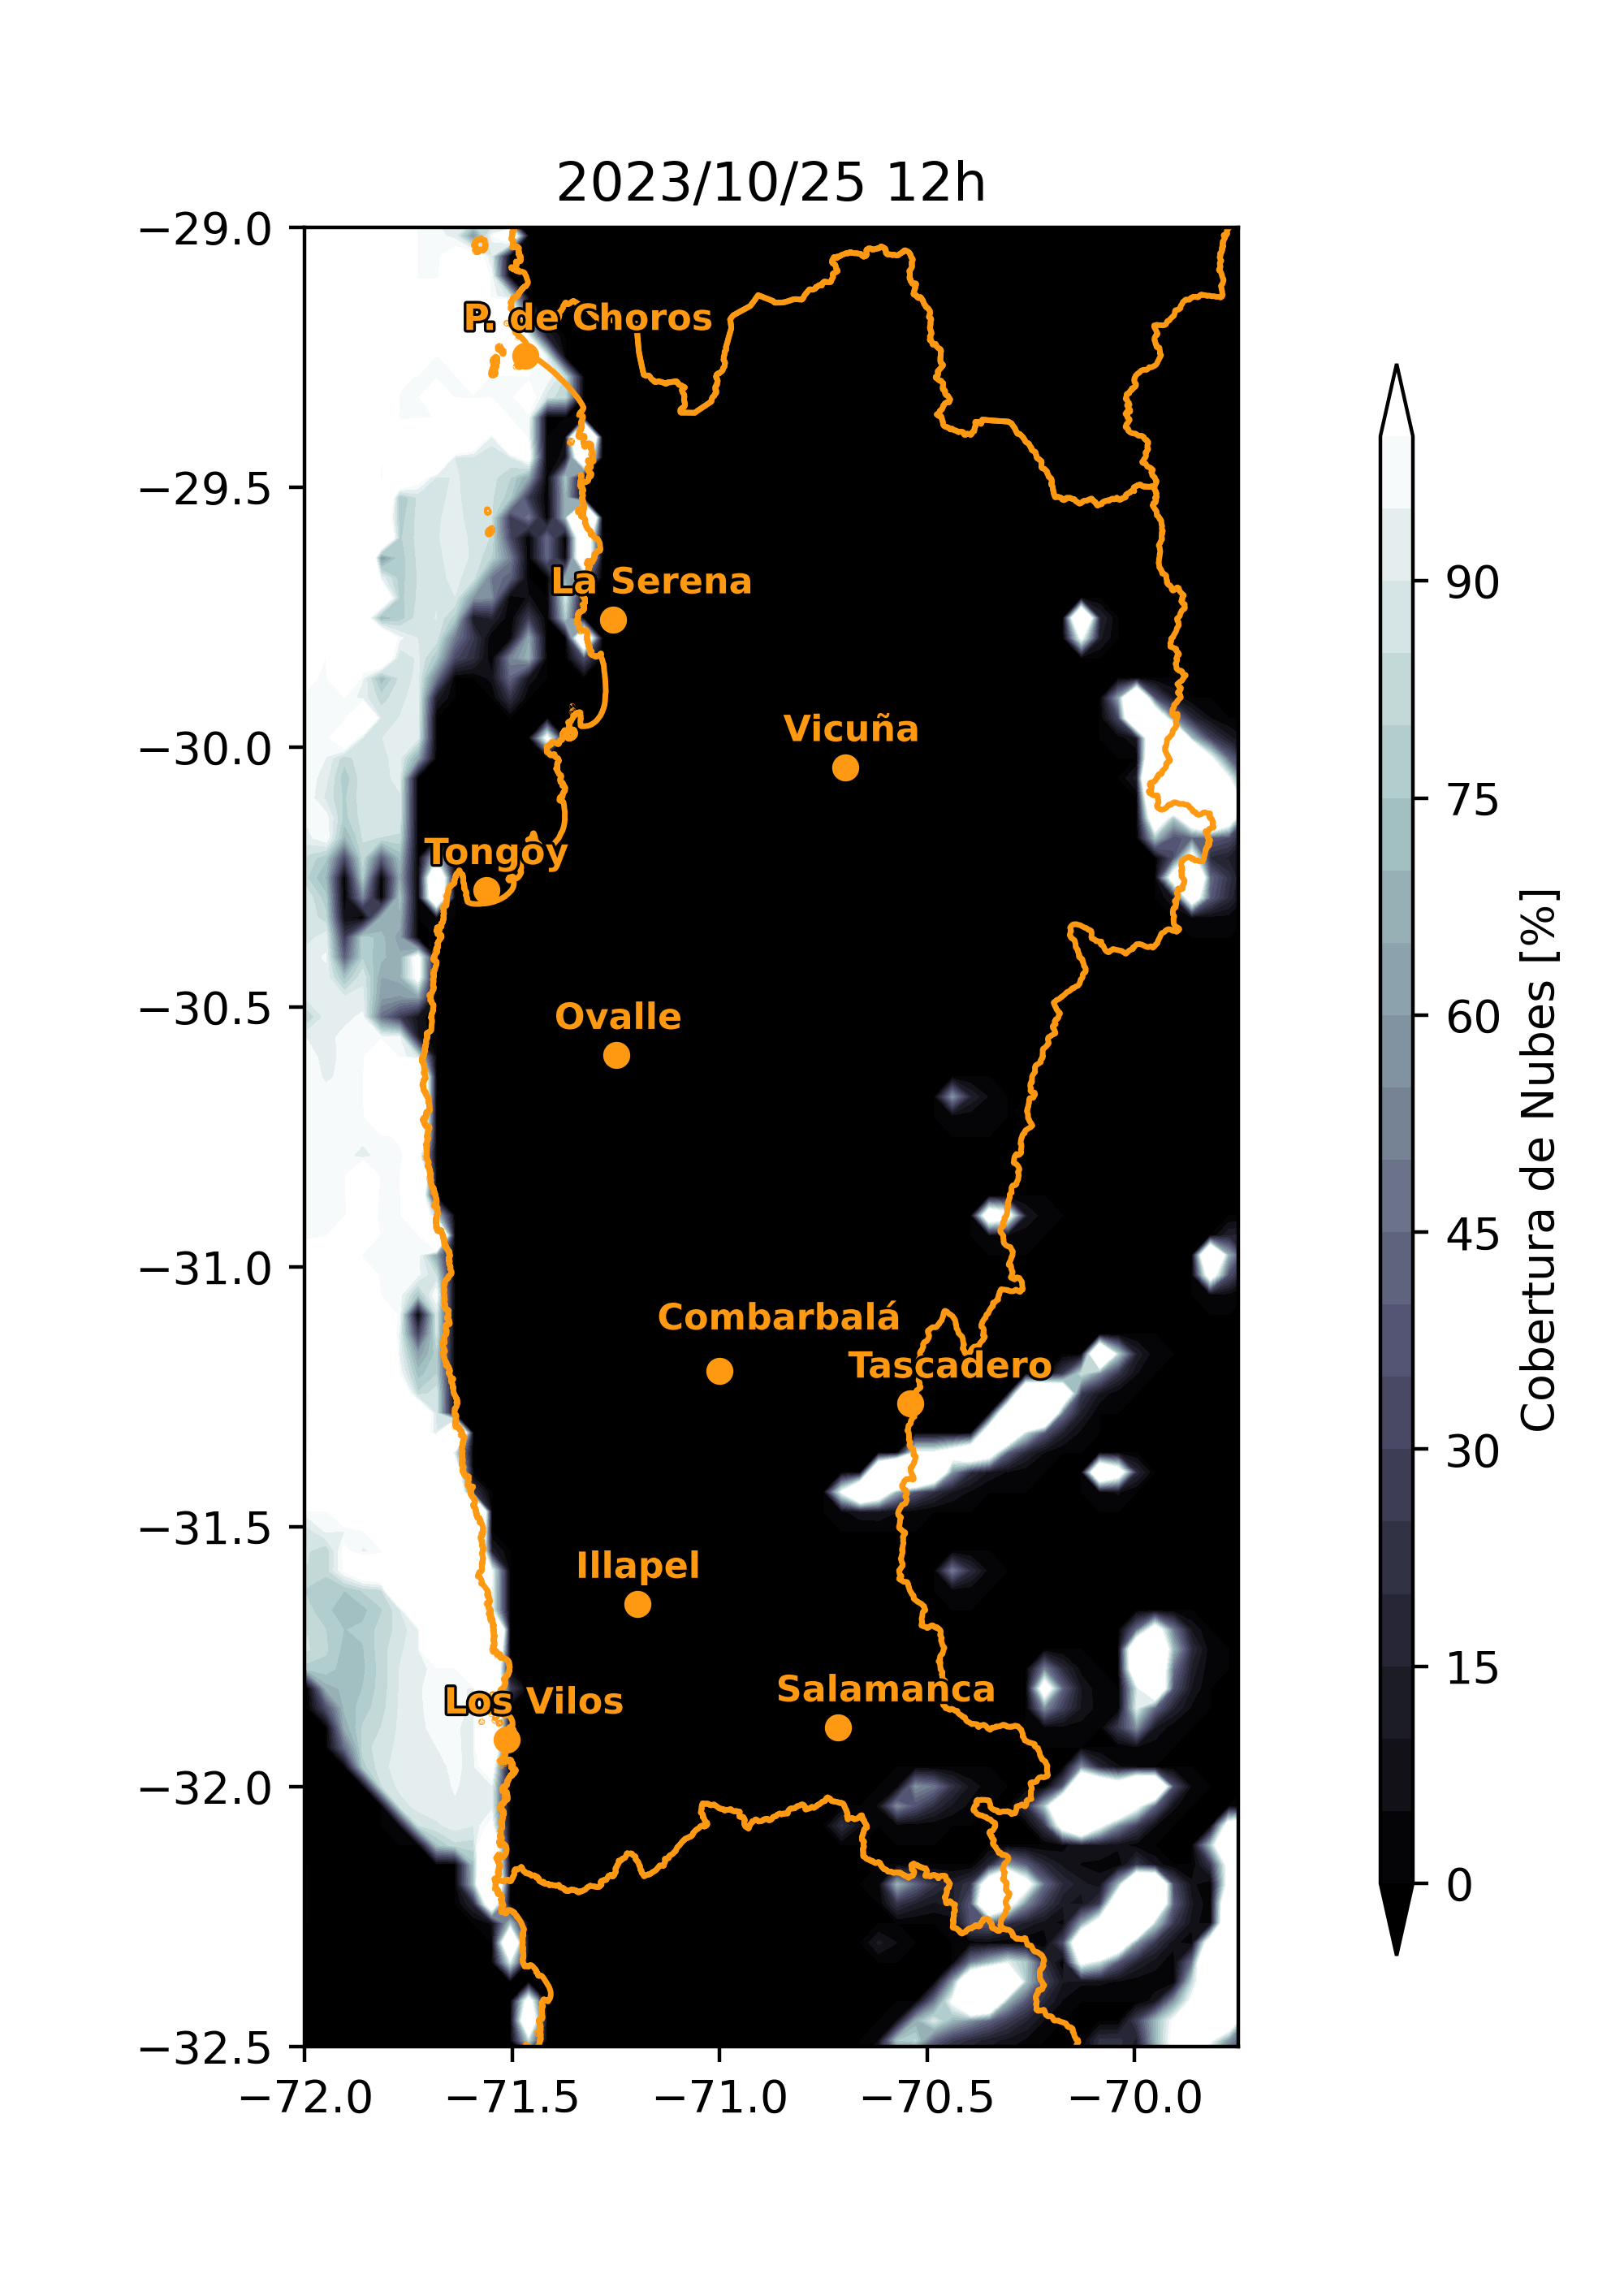 2023/10/25 12h
−29.0
P. de Choros
−29.5
La Serena
90
−30.0
Vicuña
75
Tongoy
−30.5
Ovalle
60
Cobertura de Nubes [%]
45
−31.0
Combarbalá
Tascadero
30
−31.5
Illapel
15
Salamanca
Los Vilos
−32.0
0
−32.5
−72.0
−71.5
−71.0
−70.5
−70.0